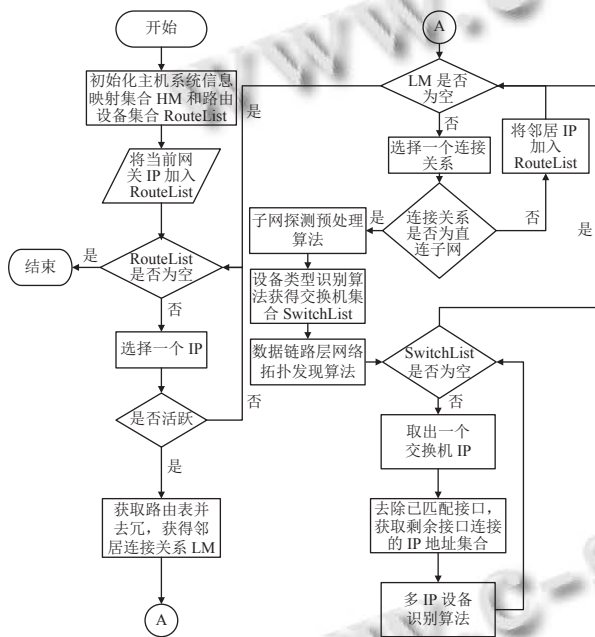 开始
初始化主机系统信息
映射集合 HM 和路由
设备集合 RouteList
将当前网
关 IP 加入
RouteList
RouteList
是否为空
是
结束
否
选择一个 IP
是否活跃
否
是
获取路由表并
去冗，获得邻
居连接关系 LM
A
A
LM 是否
为空
是
否
选择一个连接
关系
连接关系
是否为直
连子网
否
将邻居 IP
加入
RouteList
是
子网探测预处理
算法
设备类型识别算
法获得交换机集
合 SwitchList
数据链路层网络
拓扑发现算法
SwitchList
是否为空
是
否
取出一个
交换机 IP
去除已匹配接口，
获取剩余接口连接
的 IP 地址集合
多 IP 设备
识别算法